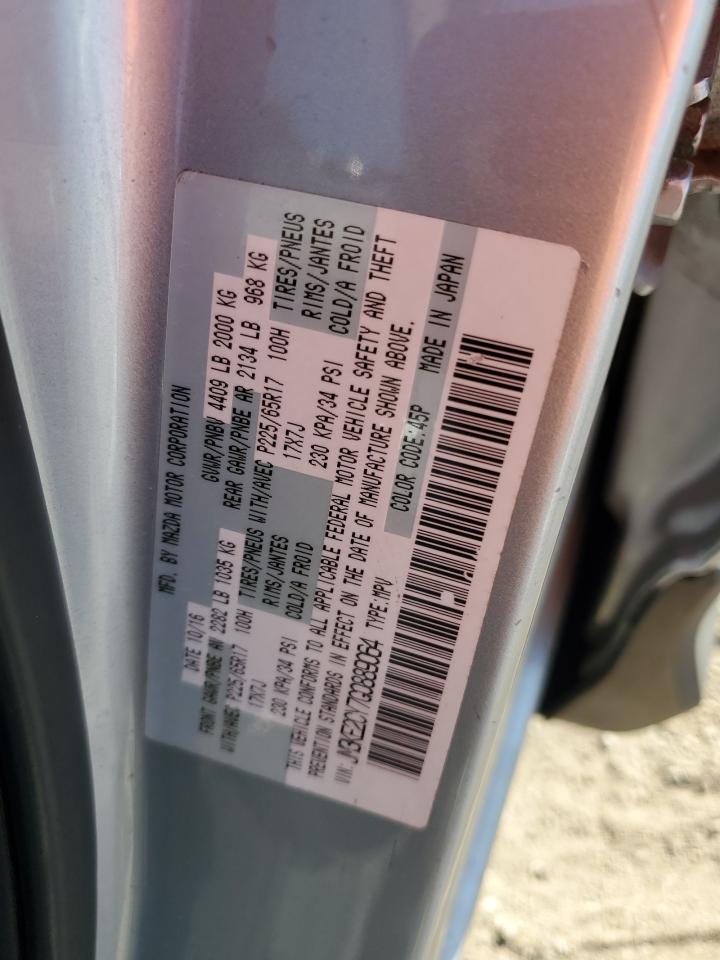 MFD. BY MAZDA MOTOR CORPORATION
DATE 10/16 GVWR/PNBV 4409 LB 2000 KG
FRONT GAWR/PNBE AV 2282 LB 1035 KG REAR GAWR/PNBE AR 2134 LB 968 KG
WITH/AVEC P225/65R17 100H TIRES/PNEUS WITH/AVEC P225/65R17 100H TIRES/PNEUS
17X7J RIMS/JANTES 17X7J RIMS/JANTES
230 KPA/34 PSI COLD/A FROID 230 KPA/34 PSI COLD/A FROID
THIS VEHICLE CONFORMS TO ALL APPLICABLE FEDERAL MOTOR VEHICLE SAFETY AND THEFT
PREVENTION STANDARDS IN EFFECT ON THE DATE OF MANUFACTURE SHOWN ABOVE.
VIN: JM3KE2CY7G0889064 TYPE:MPV COLOR CODE:45P MADE IN JAPAN